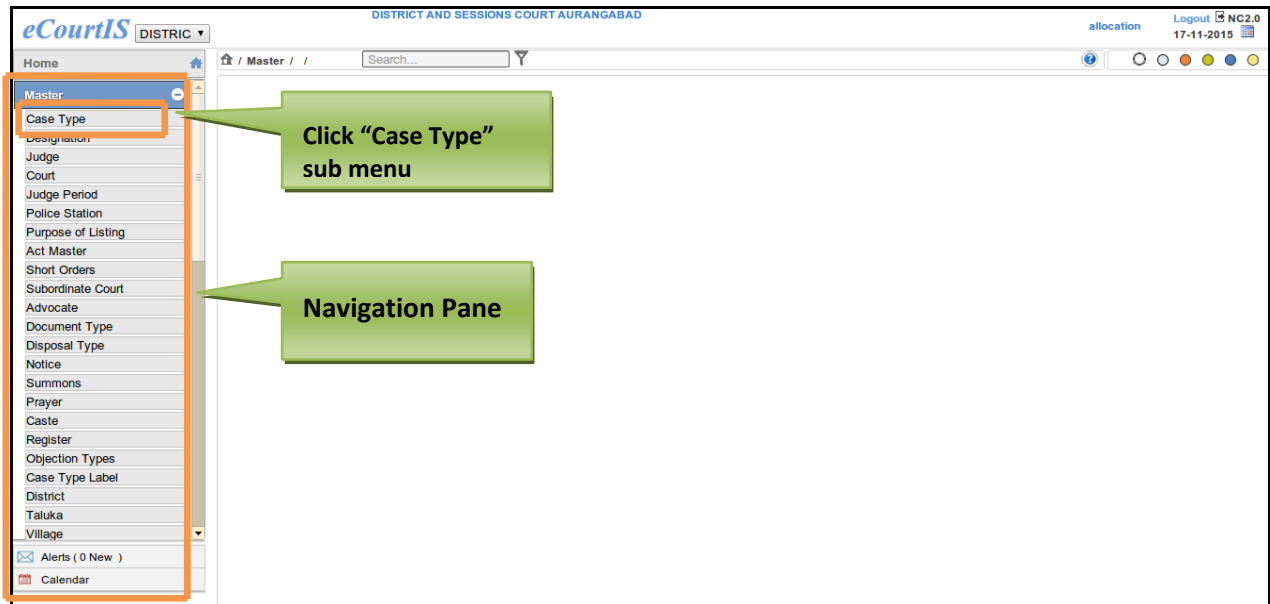 DISTRICT AND SESSIONS COURT AURANGABAD
eCourtIS DISTRIC
allocation
Logout NC2.0
17-11-2015
Home
/ Master / /
Search...
Master
Case Type
Designation
Judge
Court
Judge Period
Police Station
Purpose of Listing
Act Master
Short Orders
Subordinate Court
Advocate
Document Type
Disposal Type
Notice
Summons
Prayer
Caste
Register
Objection Types
Case Type Label
District
Taluka
Village
Alerts ( 0 New )
Calendar
Click “Case Type”
sub menu
Navigation Pane